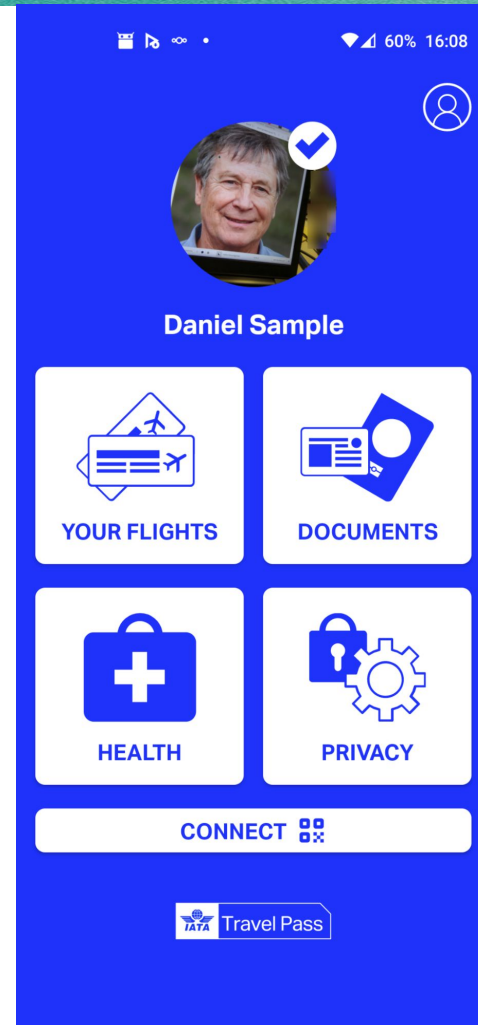 60% 16:08
Daniel Sample
YOUR FLIGHTS
DOCUMENTS
HEALTH
PRIVACY
CONNECT
IATA Travel Pass